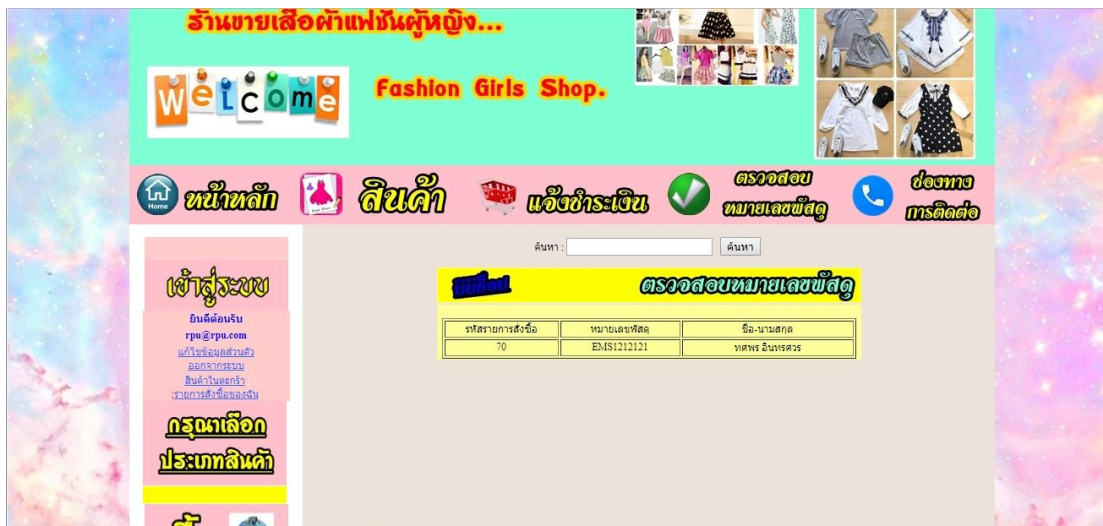 ร้านขายเสื้อผ้าแฟชั่นผู้หญิง...
Welcome
Fashion Girls Shop.
Home
หน้าหลัก
สินค้า
แจ้งชำระเงิน
ตรวจสอบ
หมายเลขพัสดุ
ช่องทาง
การติดต่อ
ค้นหา :
ค้นหา
เข้าสู่ระบบ
ยินดีต้อนรับ
rpu@rpu.com
แก้ไขข้อมูลส่วนตัว
ออกจากระบบ
สินค้าในตะกร้า
:รายการสั่งซื้อของฉัน
กรุณาเลือก
ประเภทสินค้า
ตรวจสอบหมายเลขพัสดุ
รหัสรายการสั่งซื้อ หมายเลขพัสดุ ชื่อ-นามสกุล
70 EMS1212121 ทศพร อินทรศวร